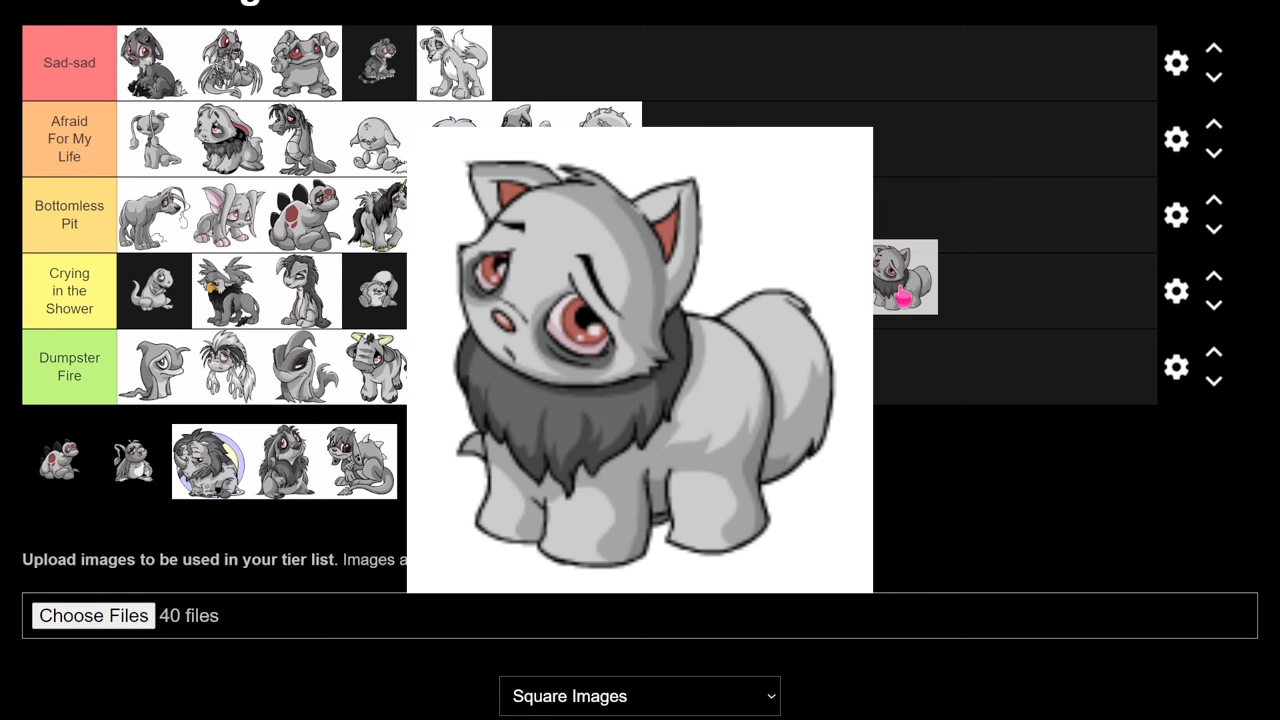 Sad-sad
Afraid
For My
Life
Bottomless
Pit
Crying
in the
Shower
Dumpster
Fire
Upload images to be used in your tier list. Images
Choose Files 40 files
Square Images